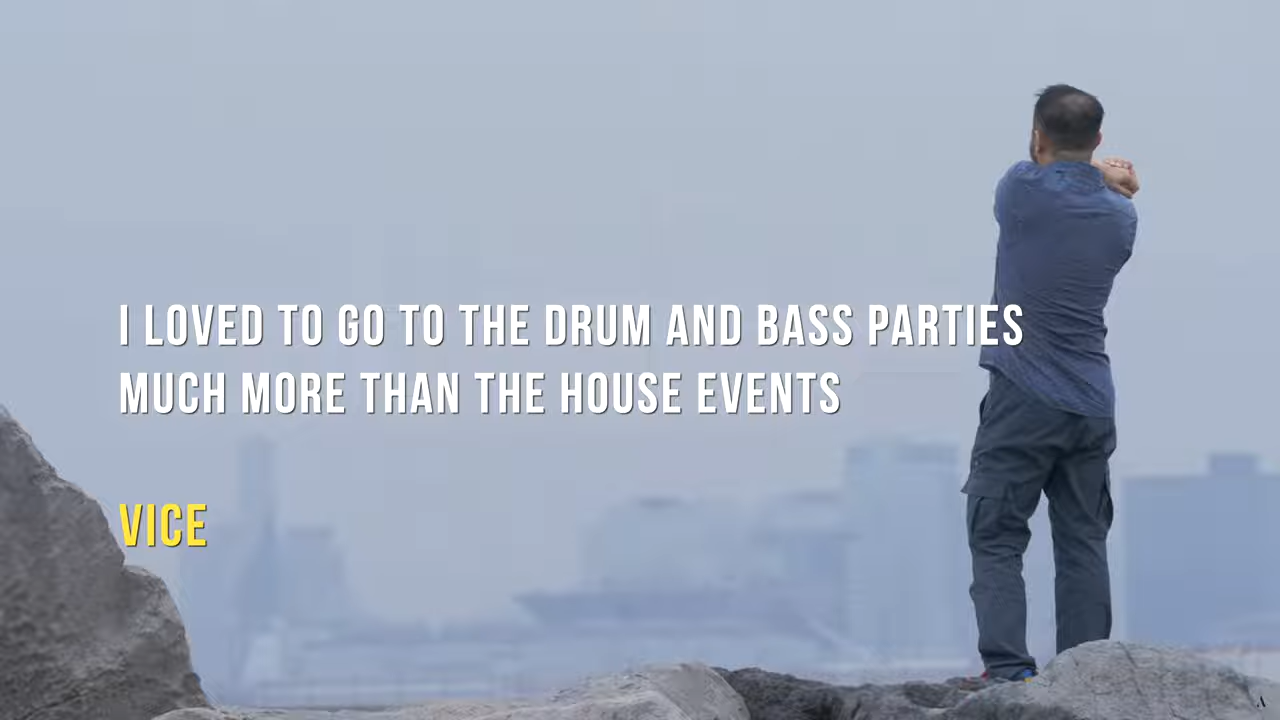 I LOVED TO GO TO THE DRUM AND BASS PARTIES
MUCH MORE THAN THE HOUSE EVENTS
VICE
A